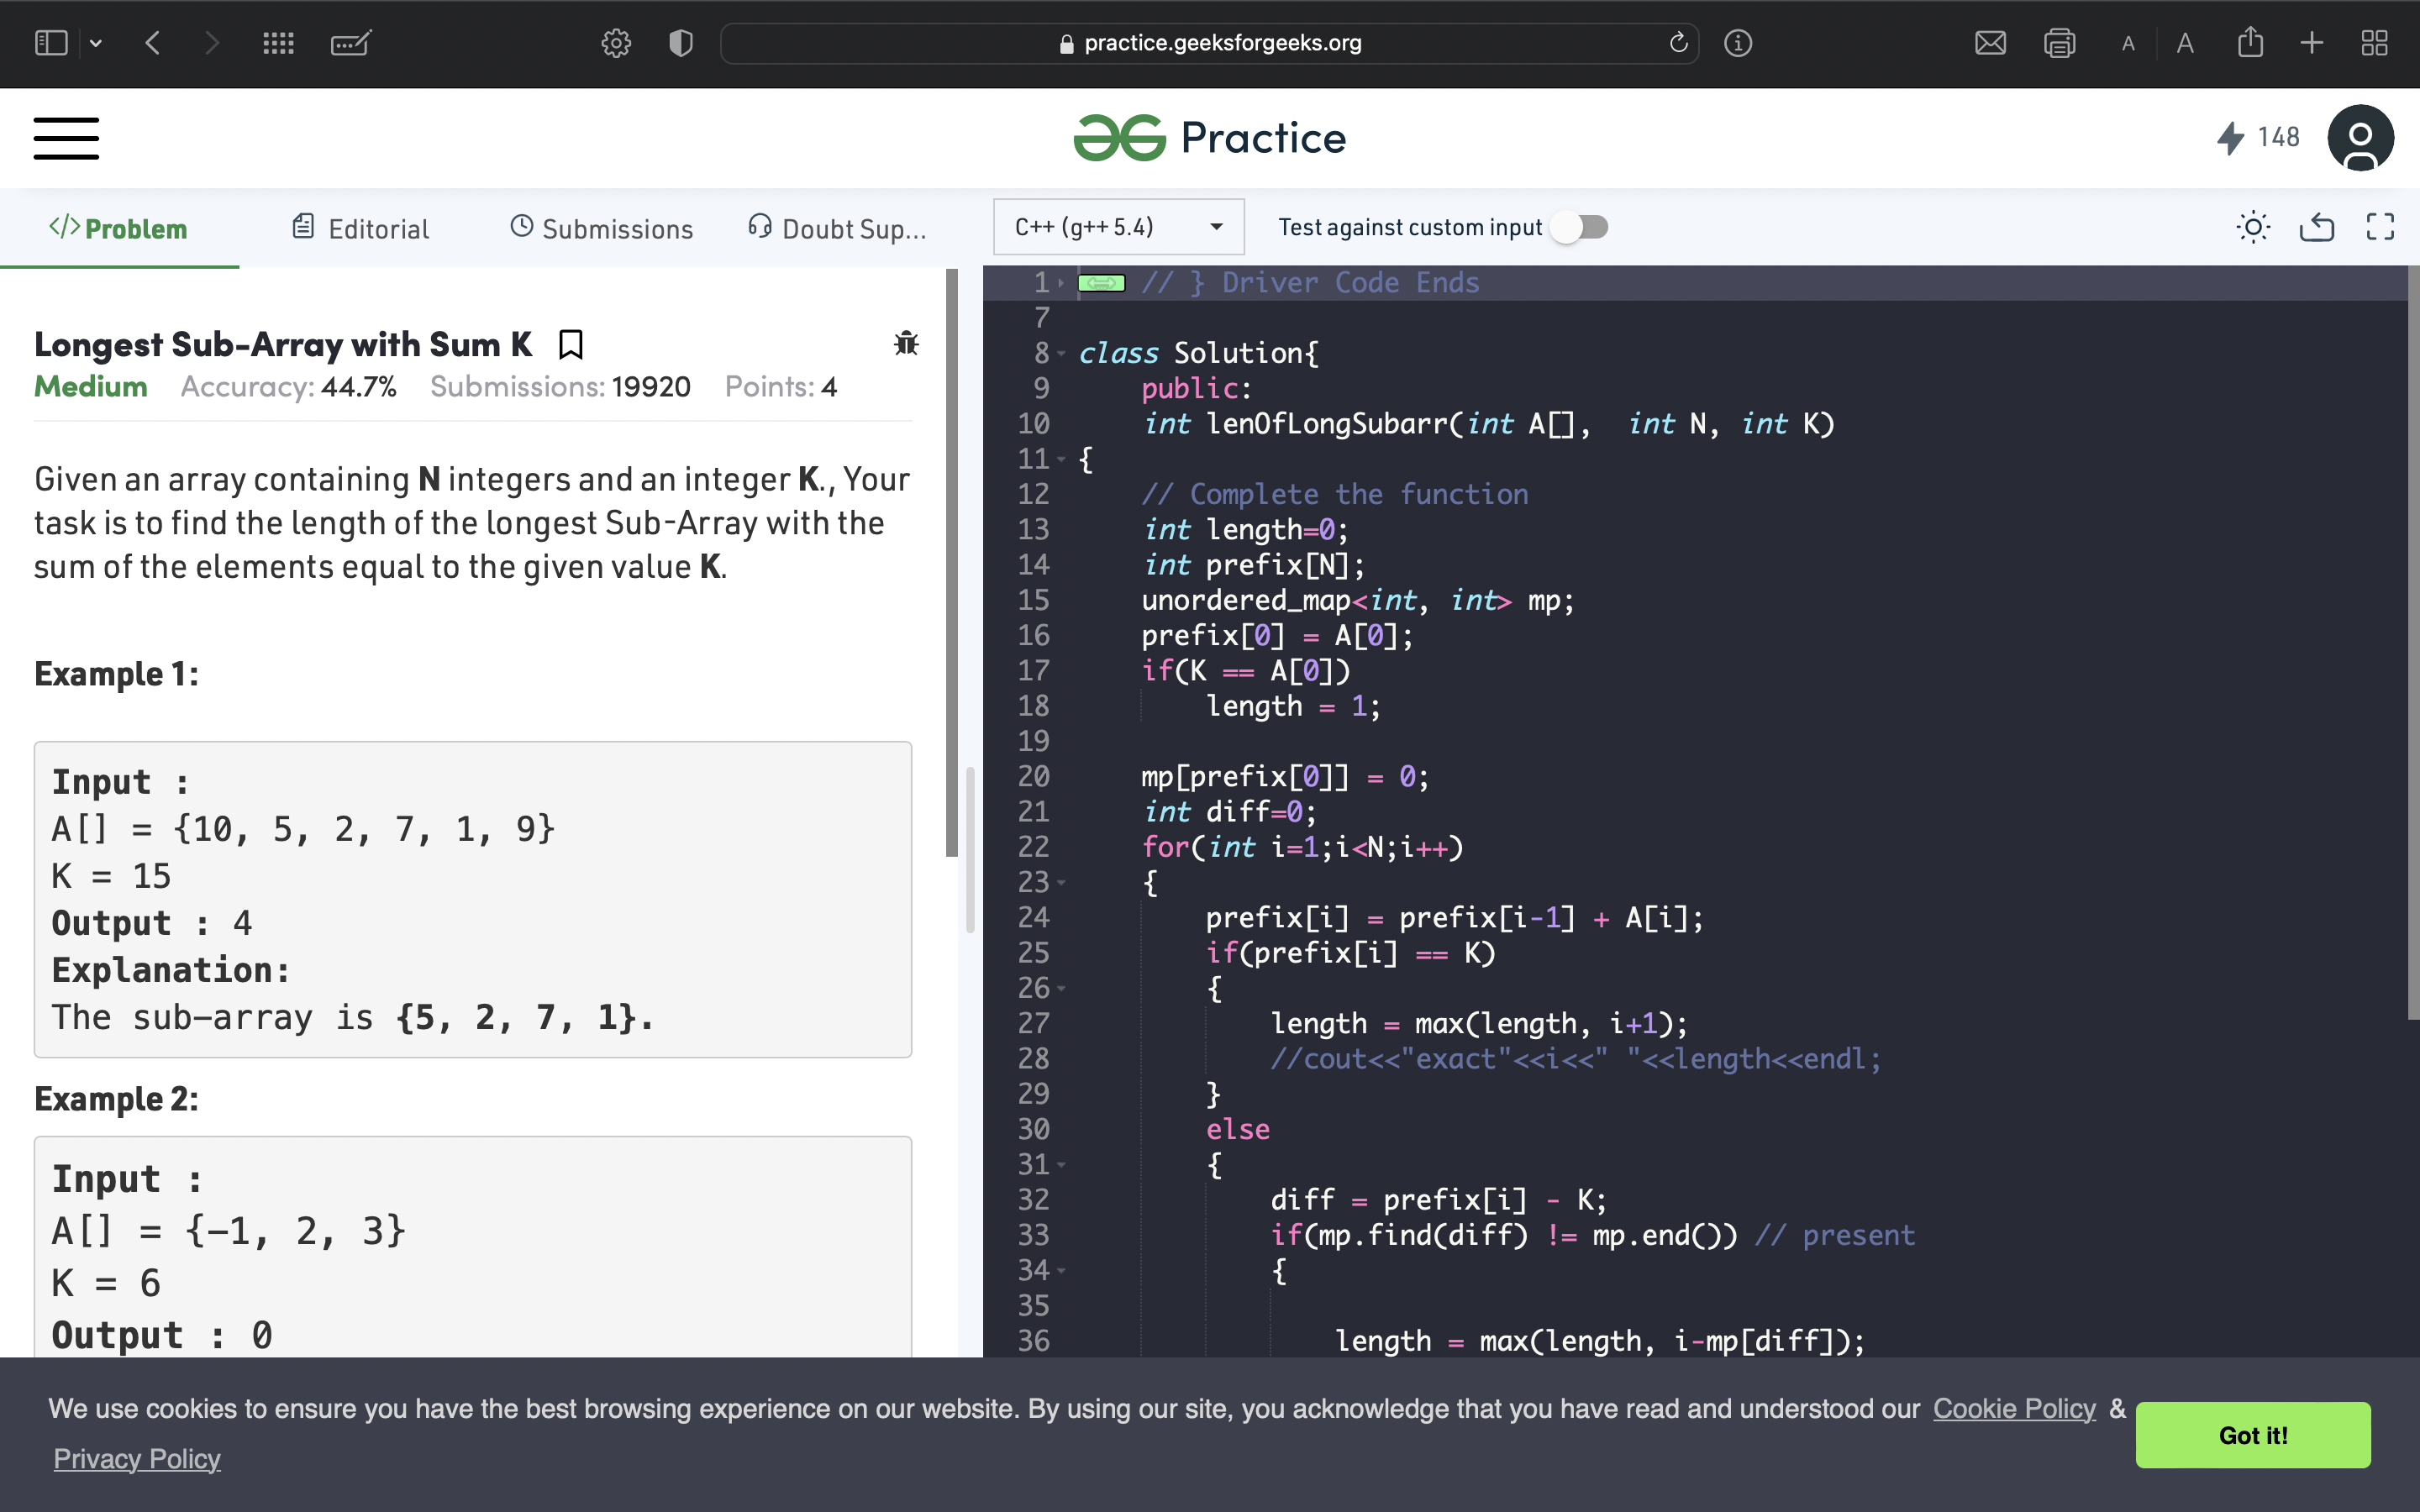 practice.geeksforgeeks.org
A A
Practice
148
</> Problem
Editorial
Submissions
Doubt Sup...
C++ (g++ 5.4)
Test against custom input
Longest Sub-Array with Sum K
Medium Accuracy: 44.7% Submissions: 19920 Points: 4
Given an array containing N integers and an integer K., Your
task is to find the length of the longest Sub-Array with the
sum of the elements equal to the given value K.
Example 1:
Input :
A[] = {10, 5, 2, 7, 1, 9}
K = 15
Output : 4
Explanation:
The sub-array is {5, 2, 7, 1}.
Example 2:
Input :
A[] = {-1, 2, 3}
K = 6
Output : 0
1 // } Driver Code Ends
7
8 class Solution{
9 public:
10 int lenOfLongSubarr(int A[],  int N, int K)
11 {
12 // Complete the function
13 int length=0;
14 int prefix[N];
15 unordered_map<int, int> mp;
16 prefix[0] = A[0];
17 if(K == A[0])
18 length = 1;
19
20 mp[prefix[0]] = 0;
21 int diff=0;
22 for(int i=1;i<N;i++)
23 {
24 prefix[i] = prefix[i-1] + A[i];
25 if(prefix[i] == K)
26 {
27 length = max(length, i+1);
28 //cout<<"exact"<<i<<" "<<length<<endl;
29 }
30 else
31 {
32 diff = prefix[i] - K;
33 if(mp.find(diff) != mp.end()) // present
34 {
35
36 length = max(length, i-mp[diff]);
We use cookies to ensure you have the best browsing experience on our website. By using our site, you acknowledge that you have read and understood our Cookie Policy &
Privacy Policy
Got it!